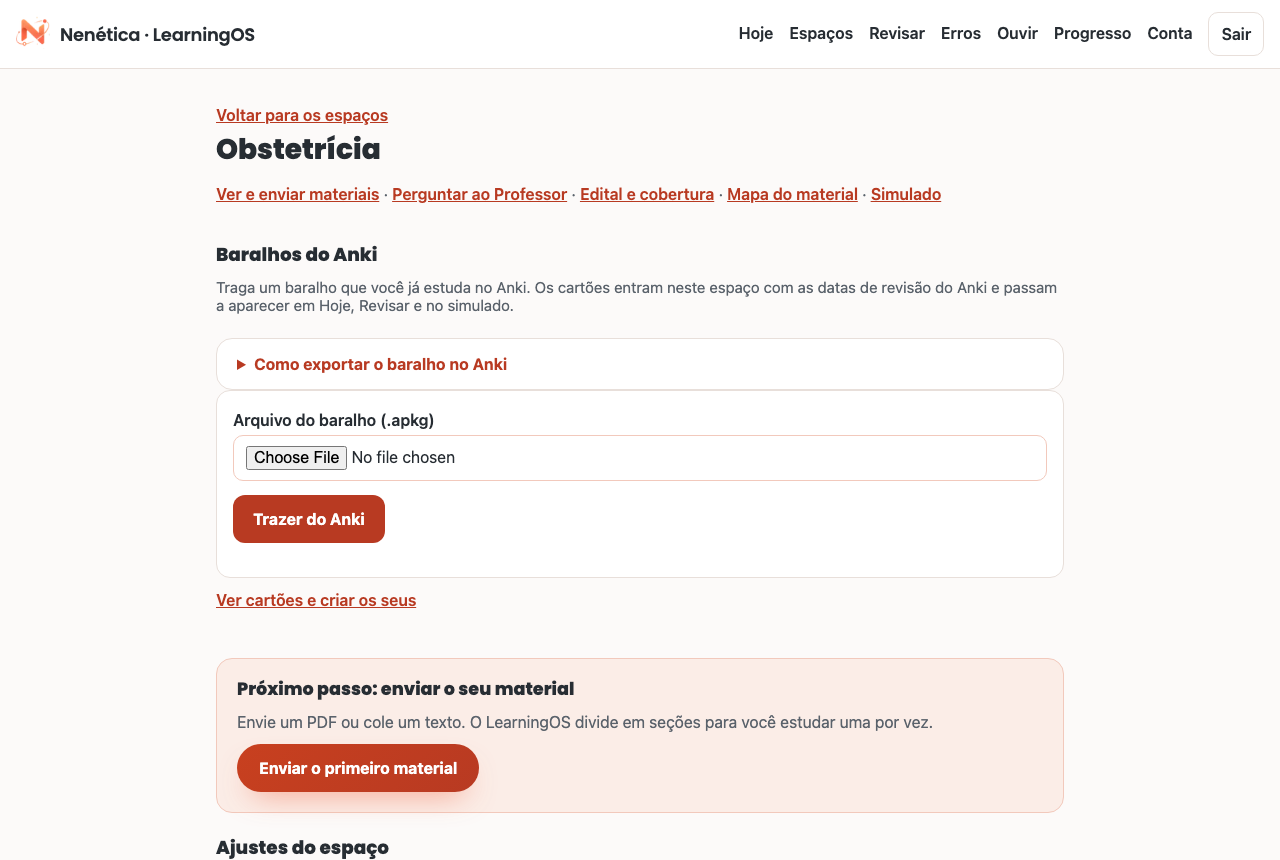 Nenética · LearningOS
Hoje Espaços Revisar Erros Ouvir Progresso Conta Sair
Voltar para os espaços
Obstetrícia
Ver e enviar materiais · Perguntar ao Professor · Edital e cobertura · Mapa do material · Simulado
Baralhos do Anki
Traga um baralho que você já estuda no Anki. Os cartões entram neste espaço com as datas de revisão do Anki e passam
a aparecer em Hoje, Revisar e no simulado.
Como exportar o baralho no Anki
Arquivo do baralho (.apkg)
Choose File No file chosen
Trazer do Anki
Ver cartões e criar os seus
Próximo passo: enviar o seu material
Envie um PDF ou cole um texto. O LearningOS divide em seções para você estudar uma por vez.
Enviar o primeiro material
Ajustes do espaço